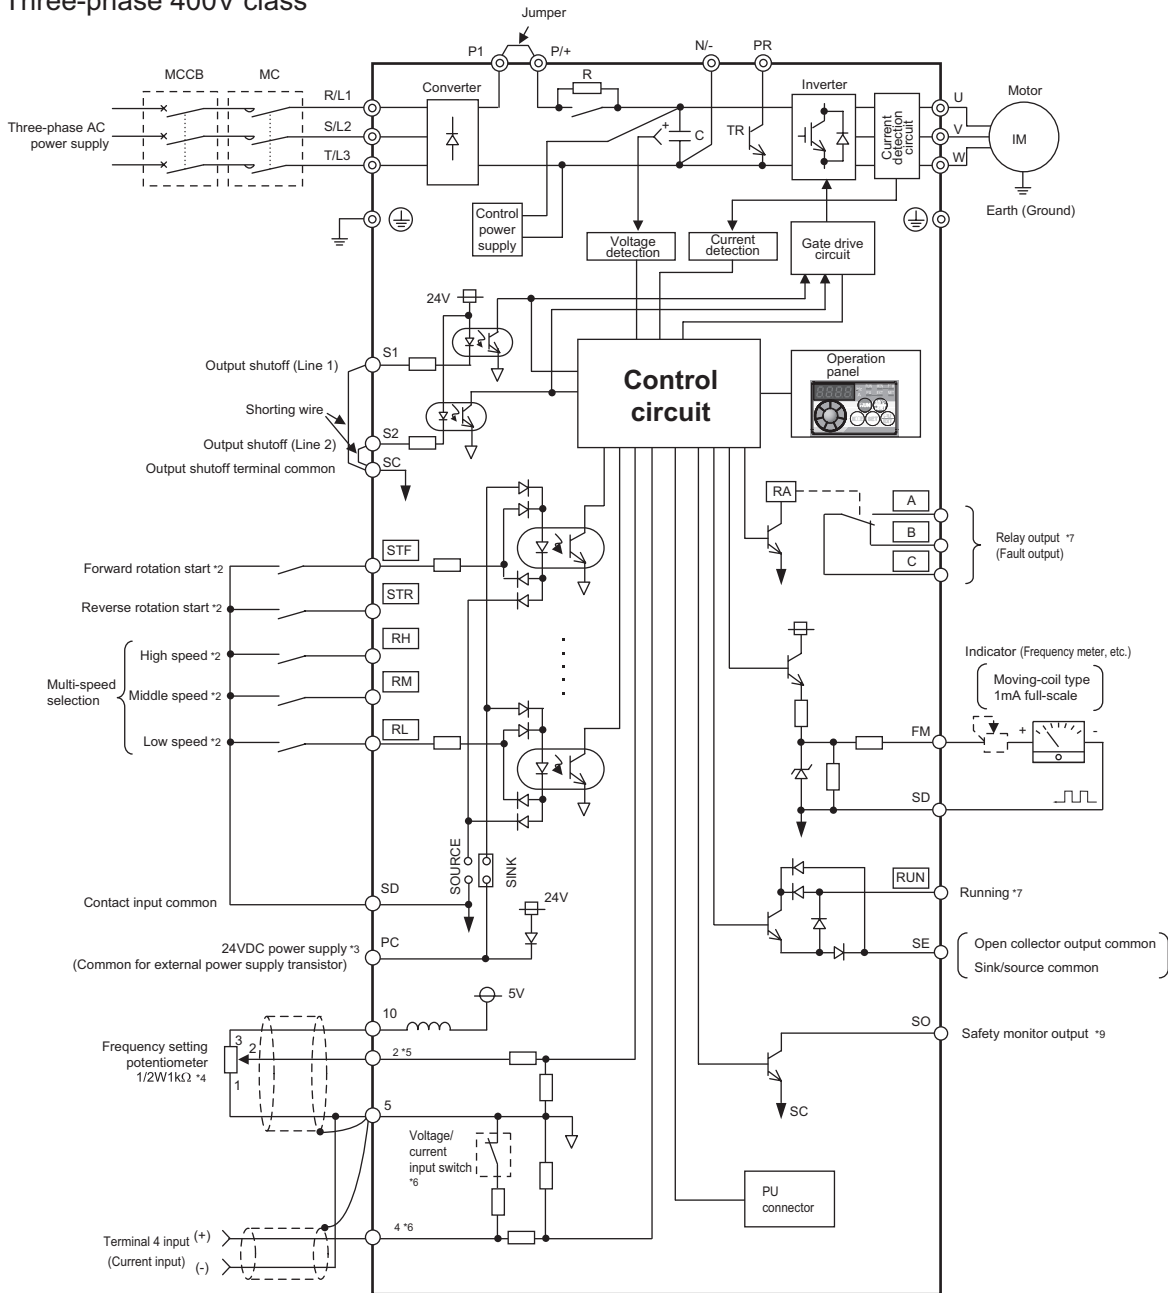 Three-phase 400V class
Jumper
P1
P/+
N/-
PR
MCCB
MC
R
Converter
Inverter
Motor
R/L1
S/L2
T/L3
U
V
W
Three-phase AC
power supply
+
C
TR
Current
detection
circuit
IM
Earth (Ground)
Control
power
supply
Voltage
detection
Current
detection
Gate drive
circuit
24V
S1
Output shutoff (Line 1)
Control
circuit
Operation
panel
Shorting wire
S2
Output shutoff (Line 2)
SC
Output shutoff terminal common
RA
A
B
C
Relay output *7
(Fault output)
STF
Forward rotation start *2
STR
Reverse rotation start *2
RH
High speed *2
Multi-speed
selection
RM
Middle speed *2
RL
Low speed *2
Indicator (Frequency meter, etc.)
Moving-coil type
1mA full-scale
FM
+
-
SD
SOURCE
SINK
RUN
Running *7
SD
Contact input common
24V
PC
24VDC power supply *3
(Common for external power supply transistor)
SE
Open collector output common
Sink/source common
5V
10
SO
Safety monitor output *9
Frequency setting
potentiometer
1/2W1kΩ *4
3
2
1
2 *5
5
SC
Voltage/
current
input switch
*6
PU
connector
4 *6
Terminal 4 input
(Current input)
(+)
(-)